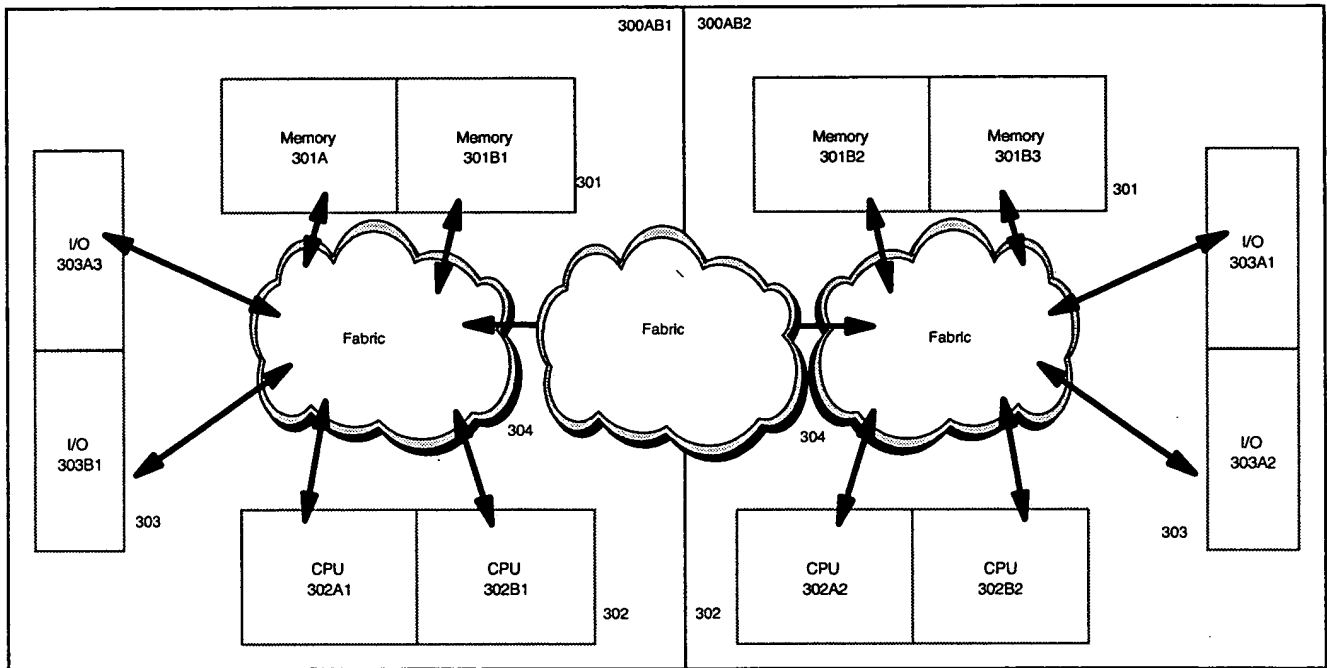 300AB1
300AB2
Memory
301A
Memory
301B1
301
Memory
301B2
Memory
301B3
301
I/O
303A3
I/O
303B1
303
Fabric
304
Fabric
304
Fabric
I/O
303A1
I/O
303A2
303
CPU
302A1
CPU
302B1
302
302
CPU
302A2
CPU
302B2